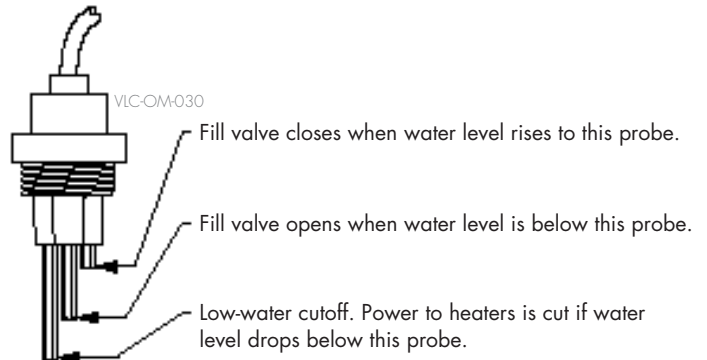 VLC-OM-030
Fill valve closes when water level rises to this probe.
Fill valve opens when water level is below this probe.
Low-water cutoff. Power to heaters is cut if water
level drops below this probe.